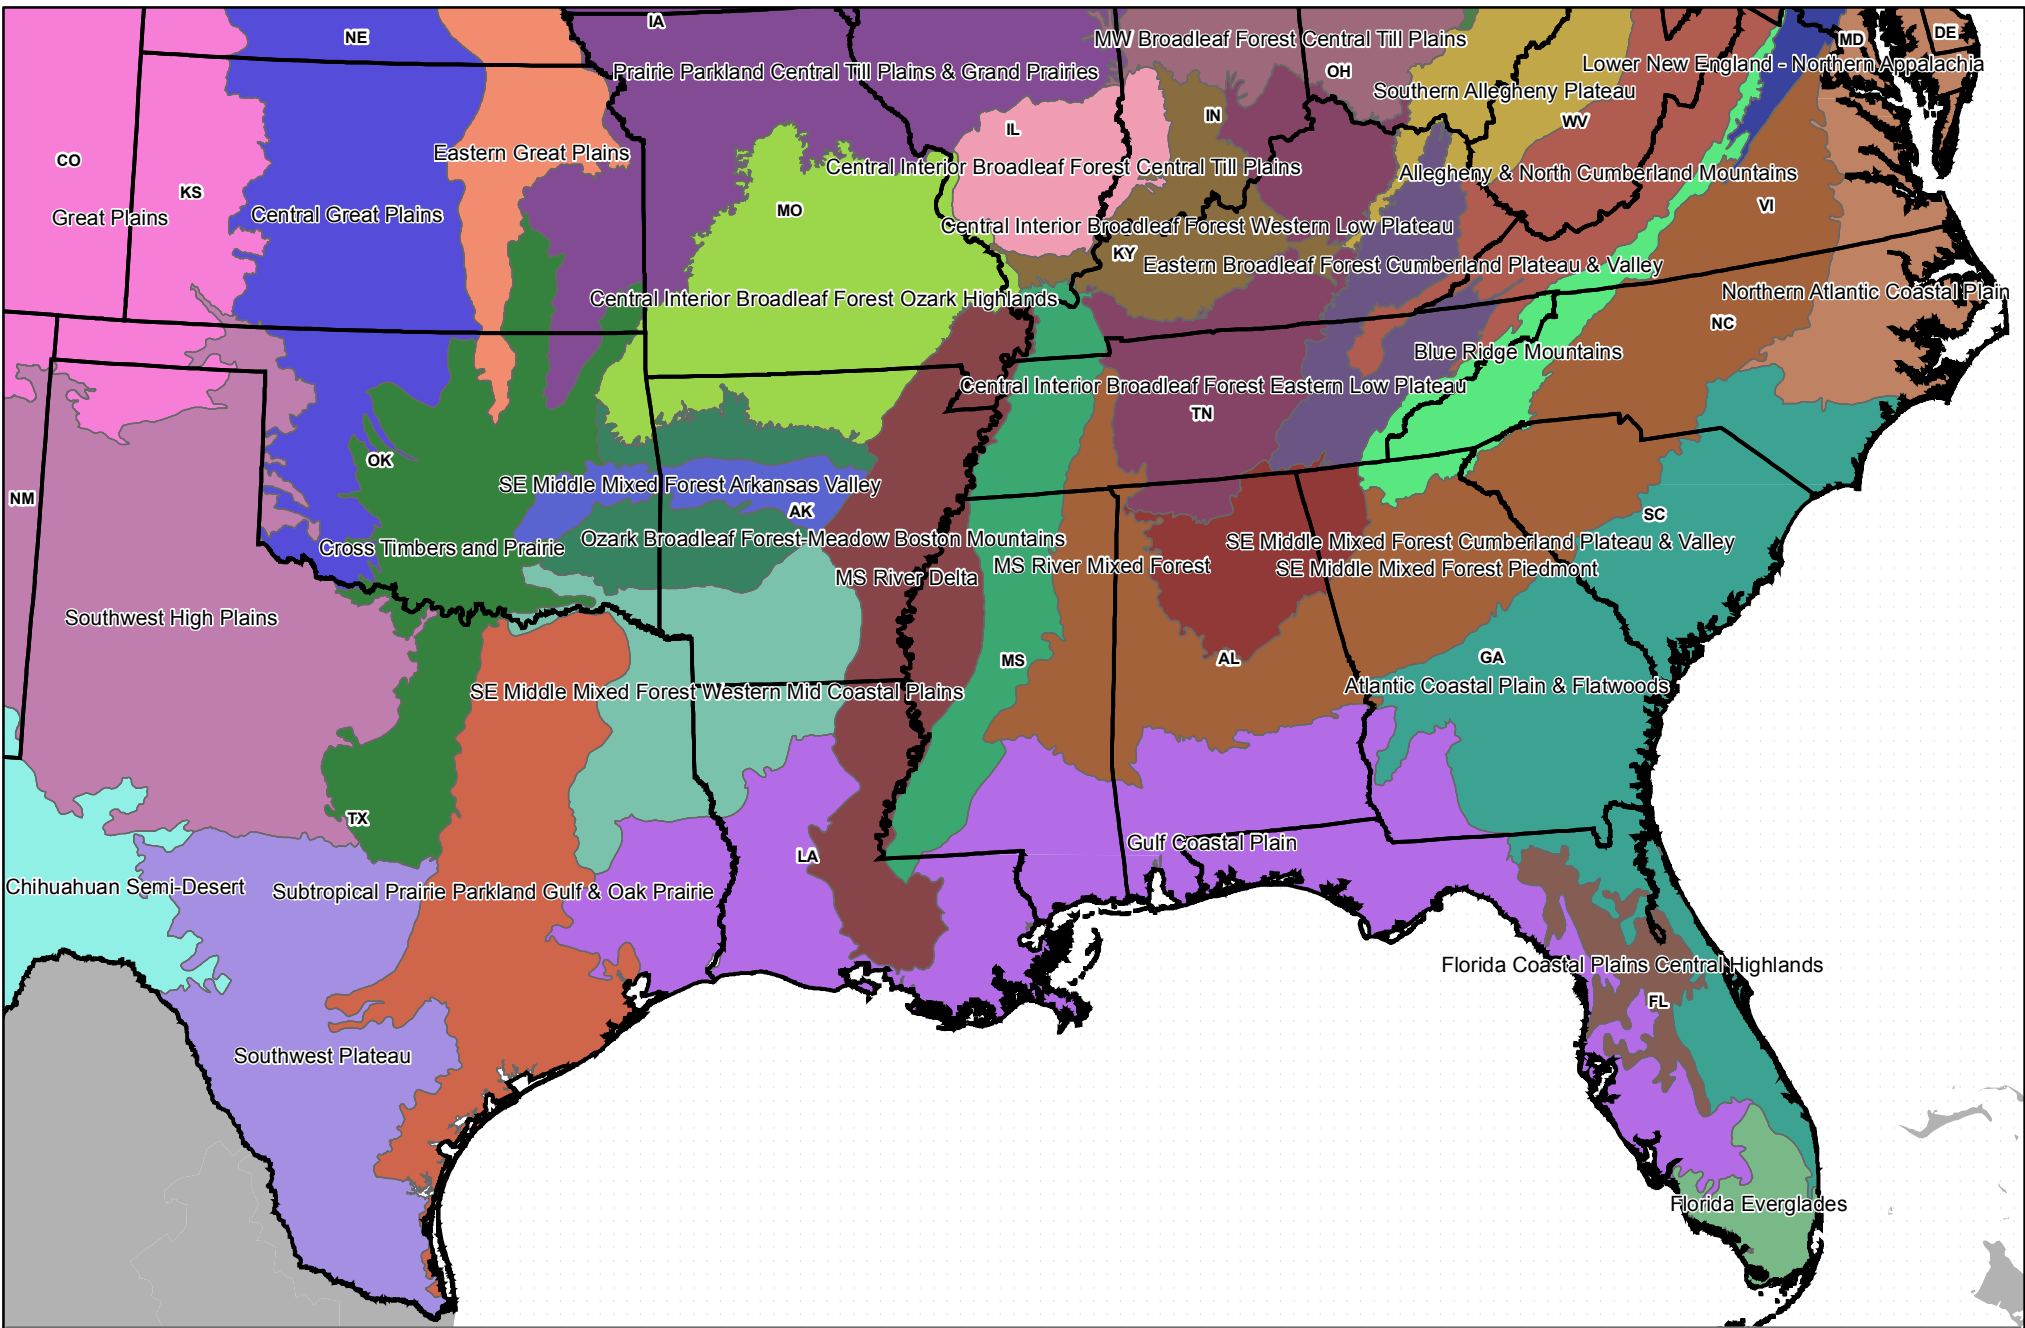 IA
DE
NE
MD
MW Broadleaf Forest Central Till Plains
Lower New England - Northern Appalachia
Prairie Parkland Central Till Plains & Grand Prairies
OH
Southern Allegheny Plateau
IN
WV
IL
Eastern Great Plains
CO
Central Interior Broadleaf Forest Central Till Plains
Allegheny & North Cumberland Mountains
KS
VI
MO
Great Plains
Central Great Plains
Central Interior Broadleaf Forest Western Low Plateau
KY
Eastern Broadleaf Forest Cumberland Plateau & Valley
Northern Atlantic Coastal Plain
Central Interior Broadleaf Forest Ozark Highlands
NC
Blue Ridge Mountains
Central Interior Broadleaf Forest Eastern Low Plateau
TN
OK
SE Middle Mixed Forest Arkansas Valley
NM
AK
SC
Ozark Broadleaf Forest-Meadow Boston Mountains
SE Middle Mixed Forest Cumberland Plateau & Valley
Cross Timbers and Prairie
MS River Mixed Forest
SE Middle Mixed Forest Piedmont
MS River Delta
Southwest High Plains
MS
AL
GA
Atlantic Coastal Plain & Flatwoods
SE Middle Mixed Forest Western Mid Coastal Plains
TX
Gulf Coastal Plain
LA
Chihuahuan Semi-Desert
Subtropical Prairie Parkland Gulf & Oak Prairie
Florida Coastal Plains Central Highlands
FL
Southwest Plateau
Florida Everglades